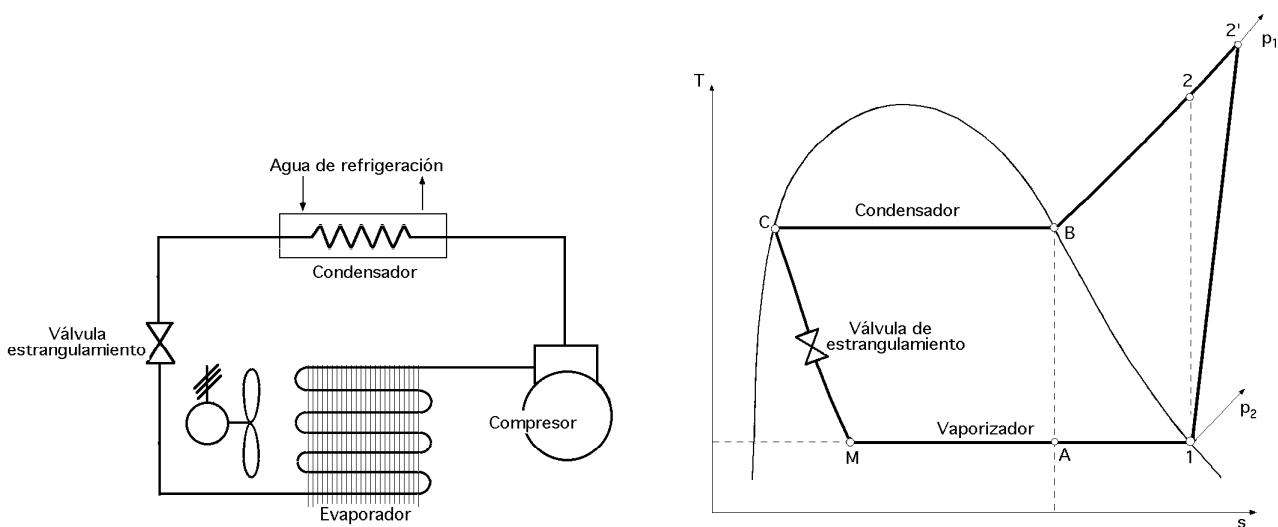 Agua de refrigeración
Condensador
Válvula
estrangulamiento
Compresor
Evaporador
T
2'
p1
2
C
Condensador
B
Válvula de
estrangulamiento
p2
Vaporizador
M
A
1
s